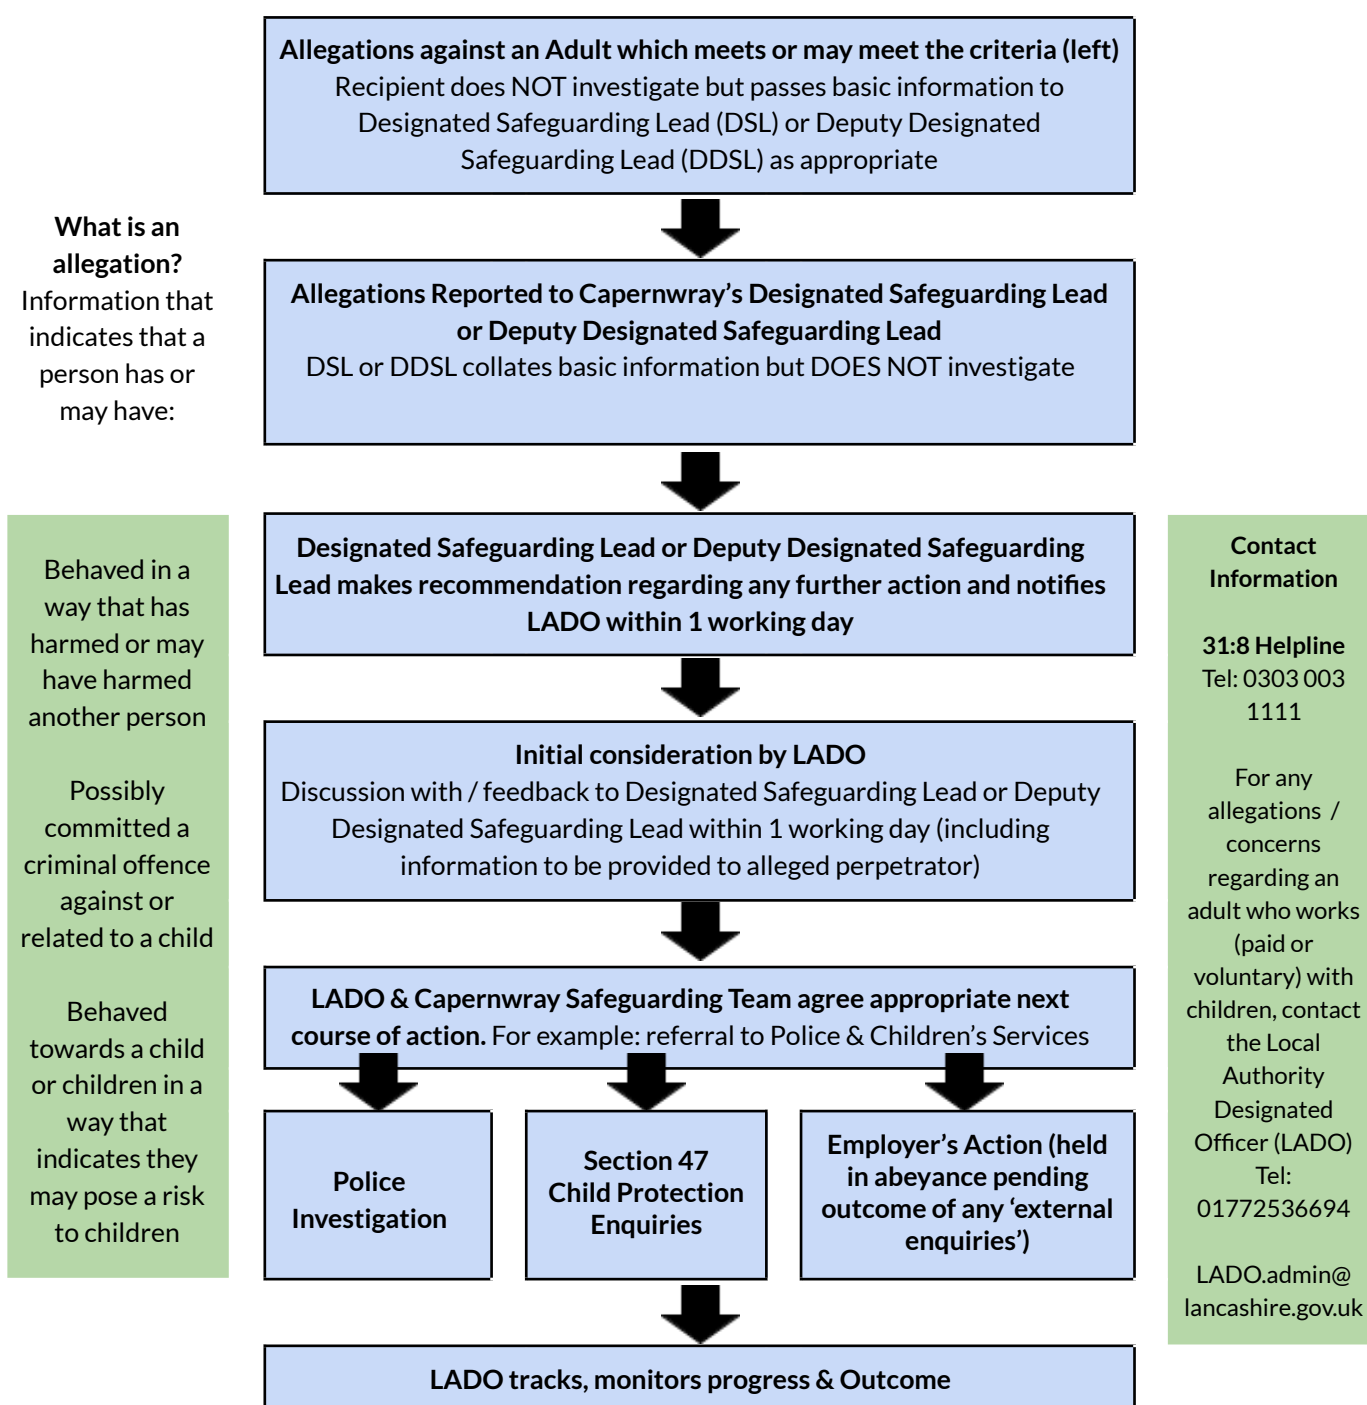 Allegations against an Adult which meets or may meet the criteria (left)
Recipient does NOT investigate but passes basic information to
Designated Safeguarding Lead (DSL) or Deputy Designated
Safeguarding Lead (DDSL) as appropriate
What is an
allegation?
Information that
indicates that a
person has or
may have:
Allegations Reported to Capernwray’s Designated Safeguarding Lead
or Deputy Designated Safeguarding Lead
DSL or DDSL collates basic information but DOES NOT investigate
Behaved in a
way that has
harmed or may
have harmed
another person
Possibly
committed a
criminal offence
against or
related to a child
Behaved
towards a child
or children in a
way that
indicates they
may pose a risk
to children
Designated Safeguarding Lead or Deputy Designated Safeguarding
Lead makes recommendation regarding any further action and notifies
LADO within 1 working day
Initial consideration by LADO
Discussion with / feedback to Designated Safeguarding Lead or Deputy
Designated Safeguarding Lead within 1 working day (including
information to be provided to alleged perpetrator)
LADO & Capernwray Safeguarding Team agree appropriate next
course of action. For example: referral to Police & Children’s Services
Police
Investigation
Section 47
Child Protection
Enquiries
Employer’s Action (held
in abeyance pending
outcome of any ‘external
enquiries’)
LADO tracks, monitors progress & Outcome
Contact
Information
31:8 Helpline
Tel: 0303 003
1111
For any
allegations /
concerns
regarding an
adult who works
(paid or
voluntary) with
children, contact
the Local
Authority
Designated
Officer (LADO)
Tel:
01772536694
LADO.admin@
lancashire.gov.uk